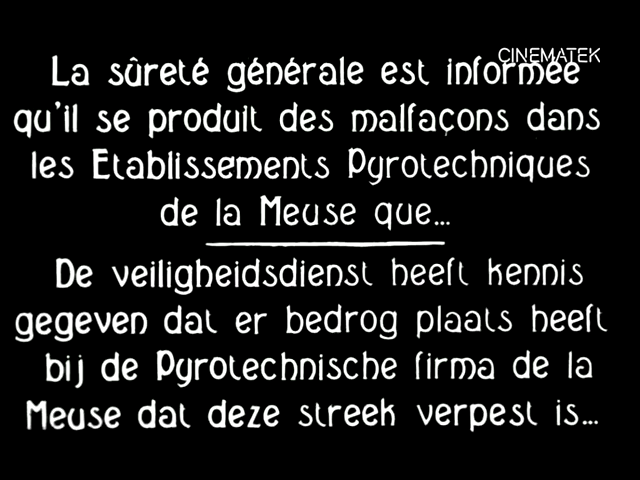 CINEMATEK
La sûreté générale est informée
qu'il se produit des malfaçons dans
les Etablissements Pyrotechniques
de la Meuse que...
De veiligheidsdienst heeft kennis
gegeven dat er bedrog plaats heeft
bij de Pyrotechnische firma de la
Meuse dat deze streek verpest is...